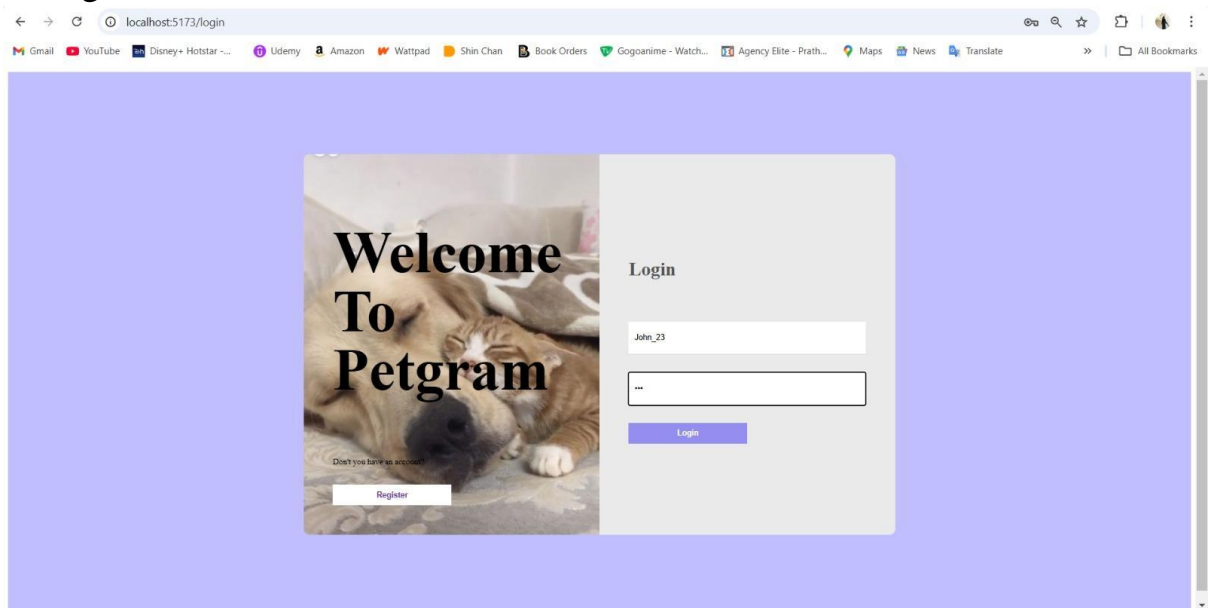 localhost:5173/login
Gmail YouTube Disney+ Hotstar -... Udemy Amazon Wattpad Shin Chan Book Orders Gogoanime - Watch... Agency Elite - Prath... Maps News Translate » All Bookmarks
Welcome
To
Petgram
Don't you have an account?
Register
Login
John_23
•••
Login